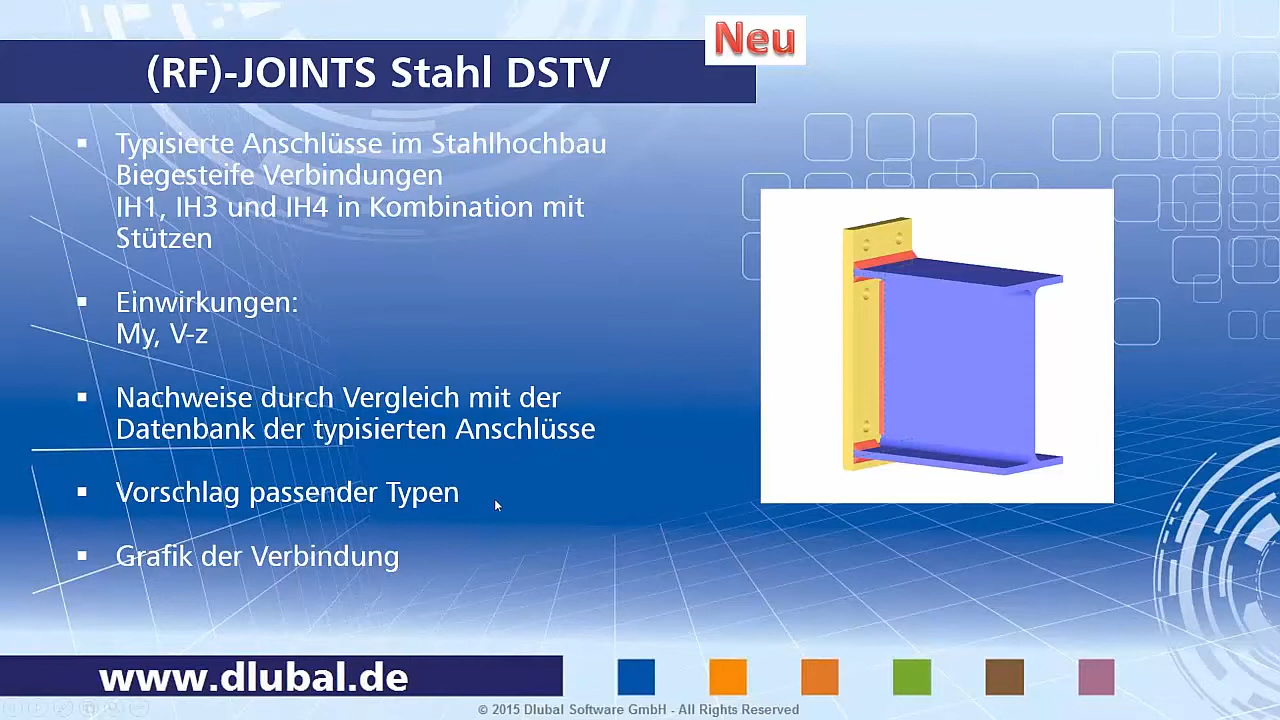 Neu
(RF)-JOINTS Stahl DSTV
Typisierte Anschlüsse im Stahlhochbau
Biegesteife Verbindungen
IH1, IH3 und IH4 in Kombination mit
Stützen
Einwirkungen:
My, V-z
Nachweise durch Vergleich mit der
Datenbank der typisierten Anschlüsse
Vorschlag passender Typen
Grafik der Verbindung
www.dlubal.de
© 2015 Dlubal Software GmbH - All Rights Reserved